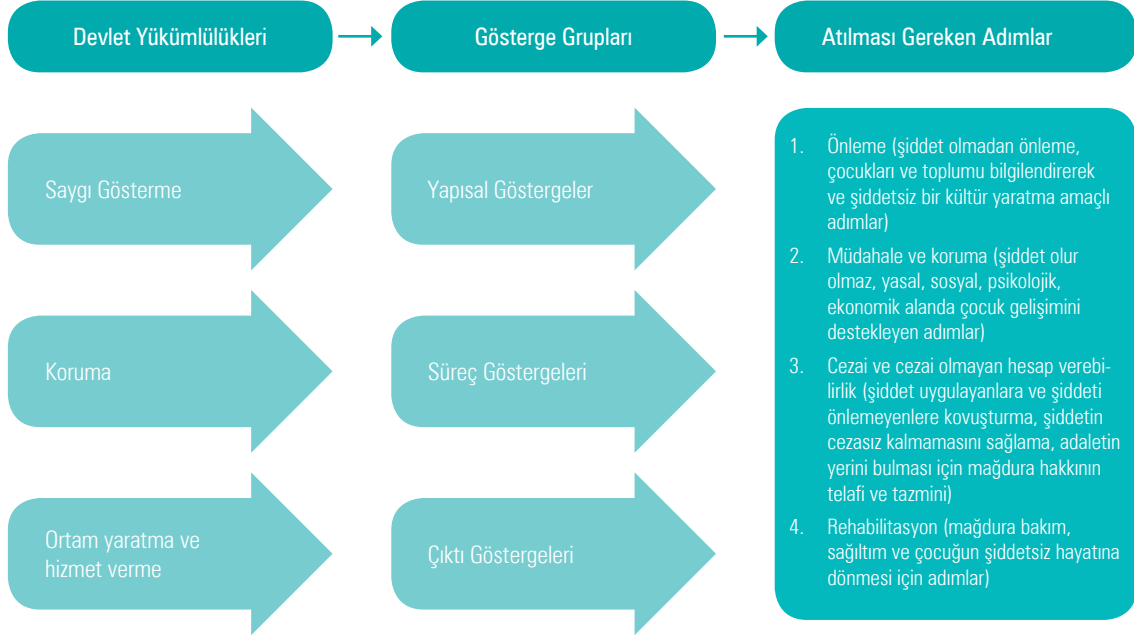 Devlet Yükümlülükleri
Gösterge Grupları
Atılması Gereken Adımlar
Saygı Gösterme
Yapısal Göstergeler
Koruma
Süreç Göstergeleri
Ortam yaratma ve
hizmet verme
Çıktı Göstergeleri
1. Önleme (şiddet olmadan önleme,
çocukları ve toplumu bilgilendirerek
ve şiddetsiz bir kültür yaratma amaçlı
adımlar)
2. Müdahale ve koruma (şiddet olur
olmaz, yasal, sosyal, psikolojik,
ekonomik alanda çocuk gelişimini
destekleyen adımlar)
3. Cezai ve cezai olmayan hesap verebi-
lirlik (şiddet uygulayanlara ve şiddeti
önlemeyenlere kovuşturma, şiddetin
cezasız kalmamasını sağlama, adaletin
yerini bulması için mağdura hakkının
telafi ve tazmini)
4. Rehabilitasyon (mağdura bakım,
sağıltım ve çocuğun şiddetsiz hayatına
dönmesi için adımlar)